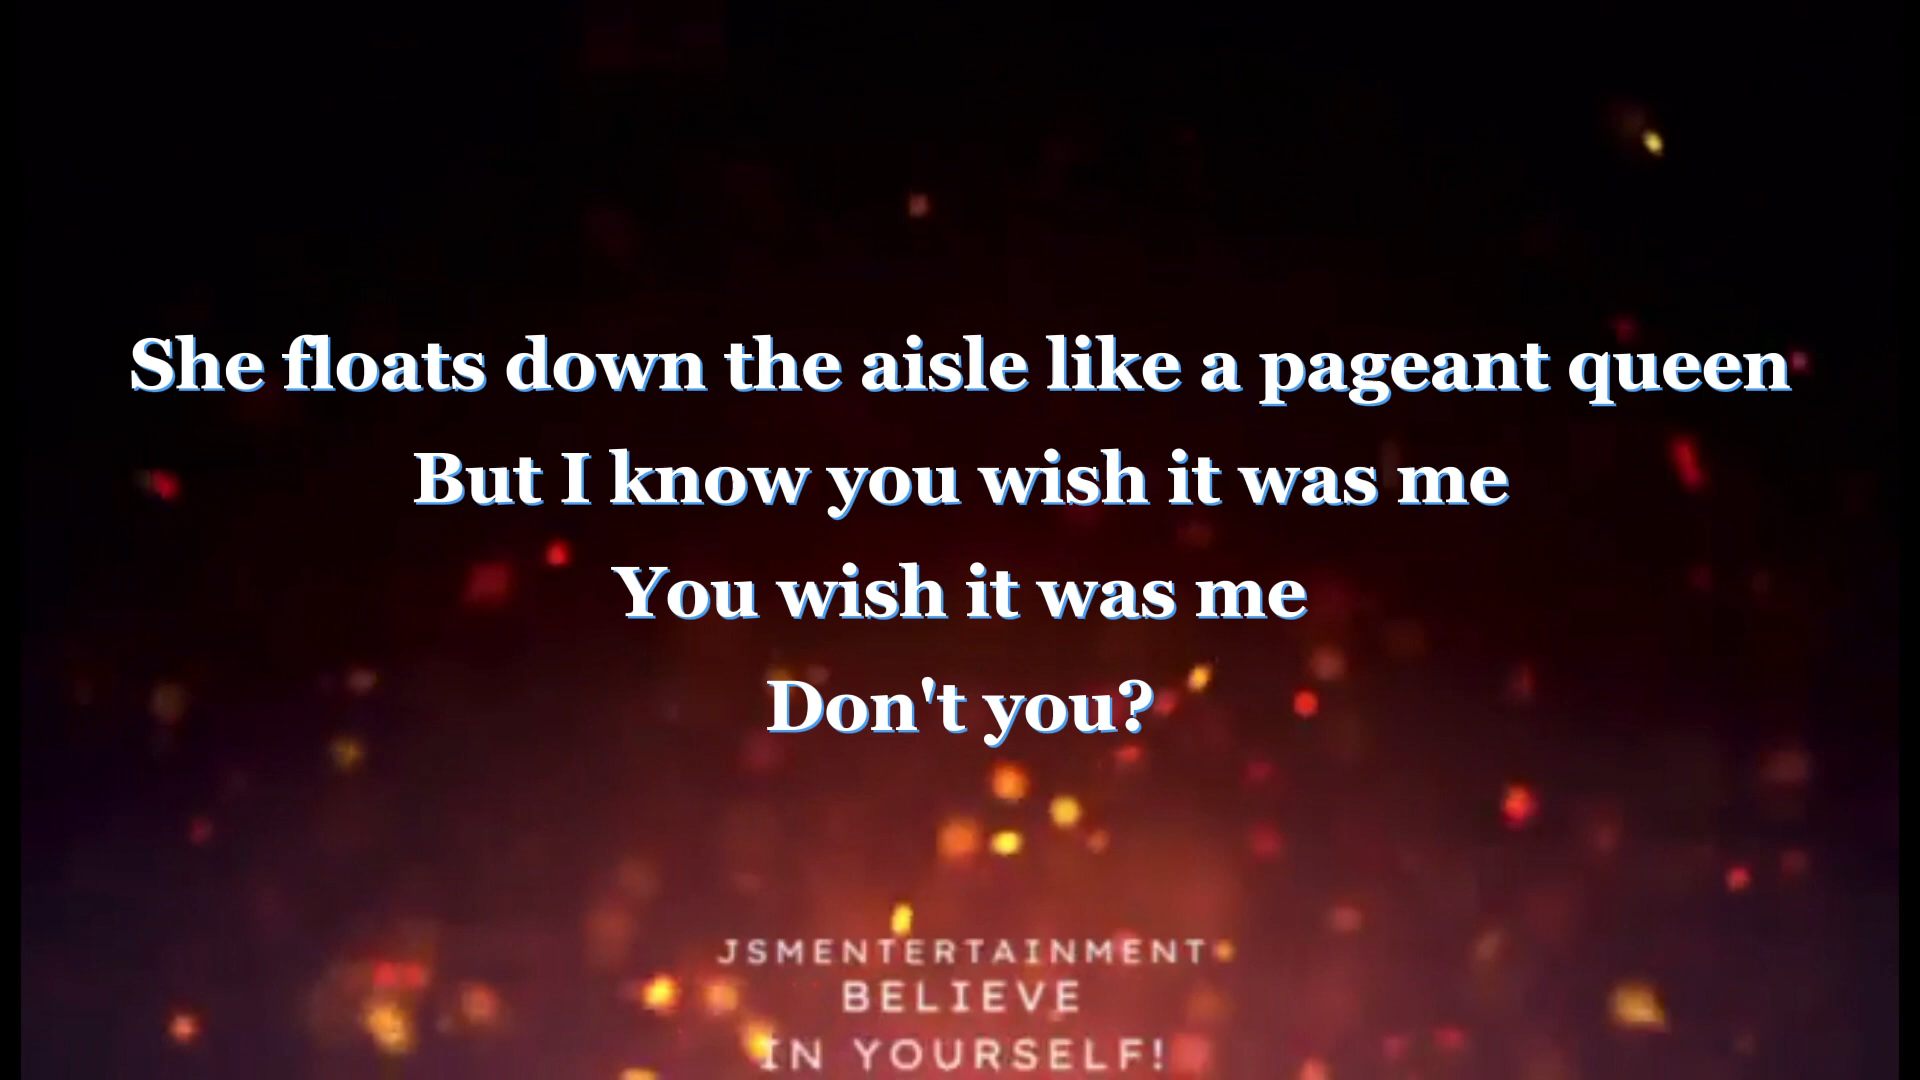 She floats down the aisle like a pageant queen
But I know you wish it was me
You wish it was me
Don't you?
JSMENTERTAINMENT
BELIEVE
IN YOURSELF!